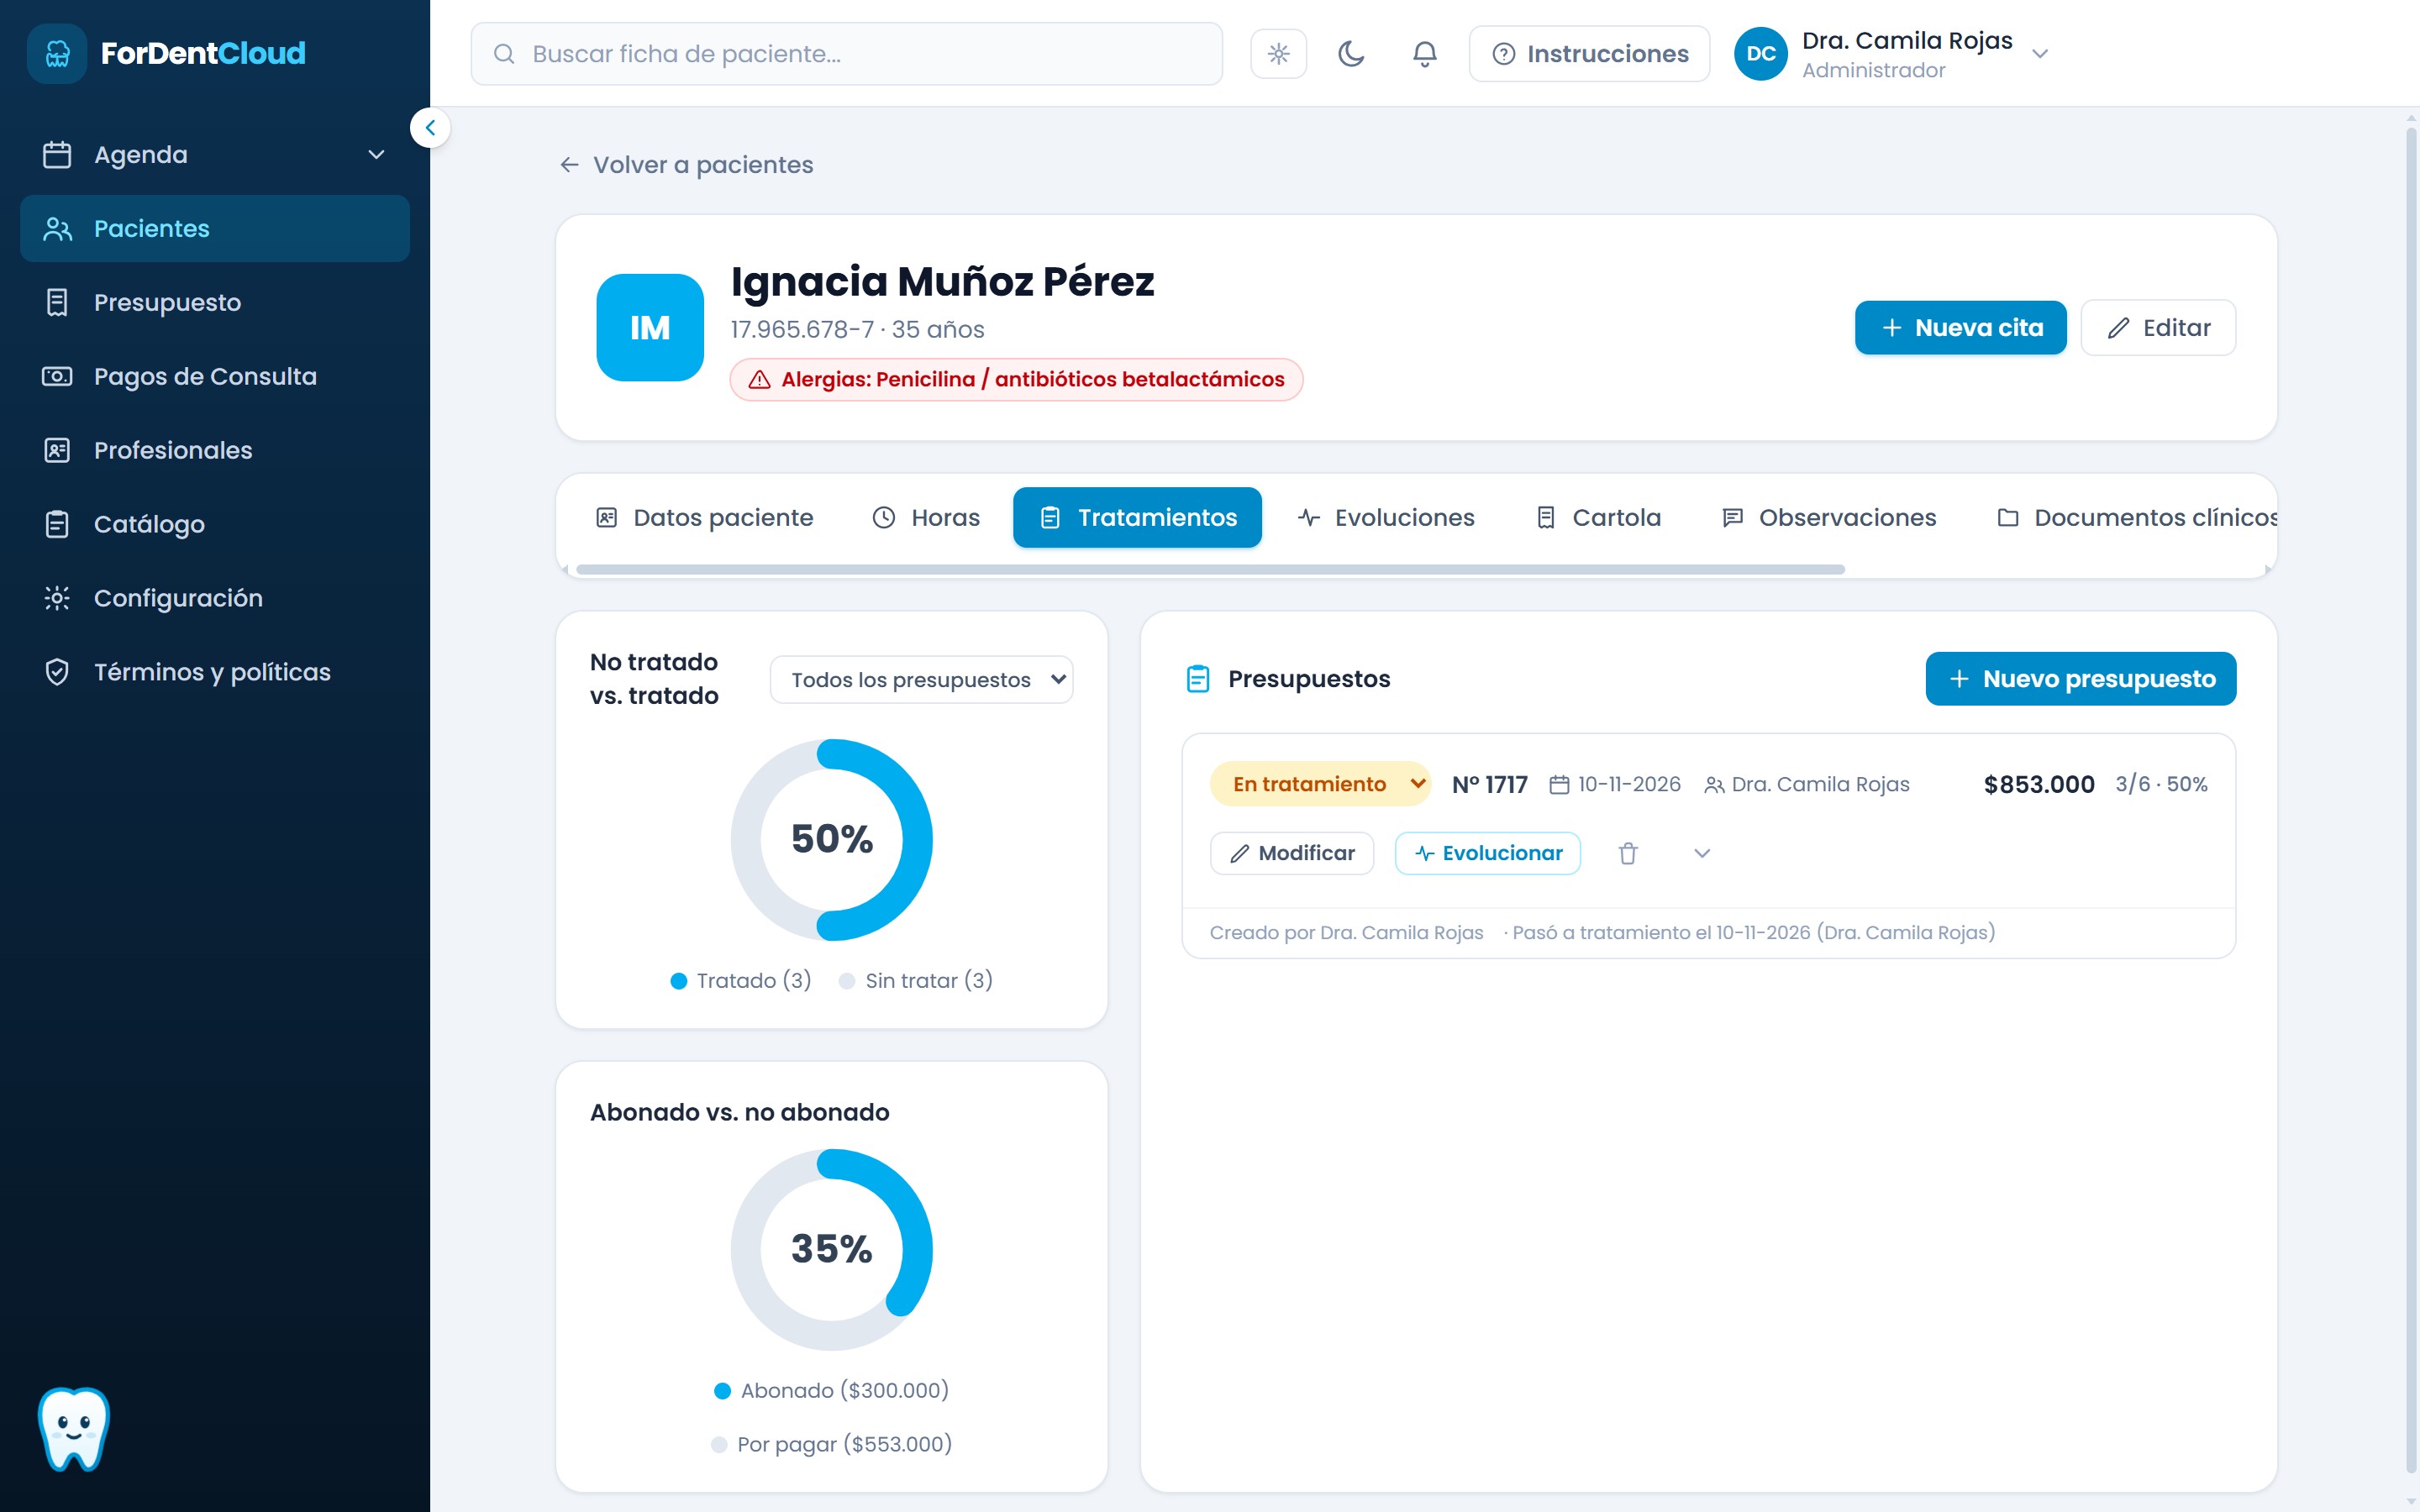 ForDentCloud
Buscar ficha de paciente...
Instrucciones
DC
Dra. Camila Rojas
Administrador
Agenda
Pacientes
Presupuesto
Pagos de Consulta
Profesionales
Catálogo
Configuración
Términos y políticas
Volver a pacientes
IM
Ignacia Muñoz Pérez
17.965.678-7 · 35 años
Alergias: Penicilina / antibióticos betalactámicos
Nueva cita
Editar
Datos paciente
Horas
Tratamientos
Evoluciones
Cartola
Observaciones
Documentos clínicos
No tratado
vs. tratado
Todos los presupuestos
50%
Tratado (3)
Sin tratar (3)
Abonado vs. no abonado
35%
Abonado ($300.000)
Por pagar ($553.000)
Presupuestos
Nuevo presupuesto
En tratamiento
Nº 1717
10-11-2026
Dra. Camila Rojas
$853.000
3/6 · 50%
Modificar
Evolucionar
Creado por Dra. Camila Rojas · Pasó a tratamiento el 10-11-2026 (Dra. Camila Rojas)